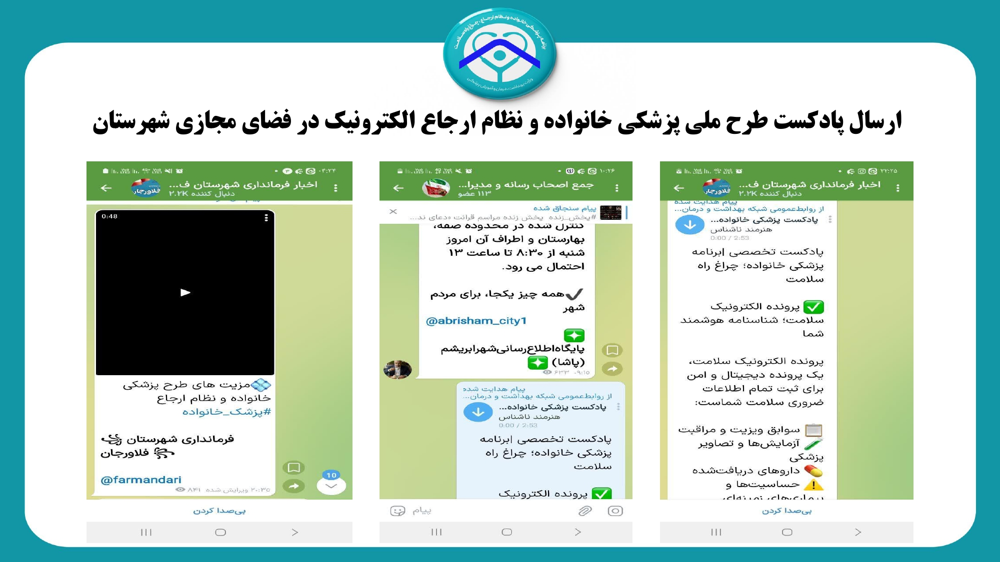 برنامه پزشکی خانواده و نظام ارجاع، چراغ راه سلامت
وزارت بهداشت، درمان و آموزش پزشکی
ارسال پادکست طرح ملی پزشکی خانواده و نظام ارجاع الکترونیک در فضای مجازی شهرستان
۲۲:۲۵
اخبار فرمانداری شهرستان ف...
۲.۲K دنبال کننده
پیام هدایت شده
از روابط‌عمومی شبکه بهداشت و درمان...
پادکست پزشکی خانواده...
هنرمند ناشناس
0:00 / 2:53
پادکست تخصصی |برنامه
پزشکی خانواده؛ چراغ راه
سلامت
✅ پرونده الکترونیک
سلامت؛ شناسنامه هوشمند
شما
پرونده الکترونیک سلامت،
یک پرونده دیجیتال و امن
برای ثبت تمام اطلاعات
ضروری سلامت شماست:
📋 سوابق ویزیت و مراقبت
🧪 آزمایش‌ها و تصاویر
پزشکی
💊 داروهای دریافت‌شده
⚠️ حساسیت‌ها و
بیماری‌های زمینه‌ای
بی‌صدا کردن
۱۰:۲۶
جمع اصحاب رسانه و مدیرا...
۱۱۳ عضو
پیام سنجاق شده
#پخش_زنده پخش زنده مراسم قرائت «دعای ند...
کنترل شده در محدوده صفه،
بهارستان و اطراف آن امروز
شنبه از ۸:۳۰ تا ساعت ۱۳
احتمال می رود.
✔همه چیز یکجا، برای مردم
شهر
@abrisham_city1
پایگاه‌اطلاع‌رسانی‌شهرابریشم
(پاشا)
۶۳۳ ۰۹:۱۵
پیام هدایت شده
از روابط‌عمومی شبکه بهداشت و درمان...
پادکست پزشکی خانواده...
هنرمند ناشناس
0:00 / 2:53
پادکست تخصصی |برنامه
پزشکی خانواده؛ چراغ راه
سلامت
✅ پرونده الکترونیک
پیام
۰۴:۲۴
اخبار فرمانداری شهرستان ف...
۲.۲K دنبال کننده
0:48
💠مزیت های طرح پزشکی
خانواده و نظام ارجاع
#پزشک_خانواده
فرمانداری شهرستان
فلاورجان
@farmandari
۸۴۱ ویرایش شده ۲۰:۳۵
10
بی‌صدا کردن